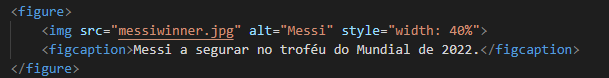 <figure>
<img src="messiwinner.jpg" alt="Messi" style="width: 40%">
<figcaption>Messi a segurar no troféu do Mundial de 2022.</figcaption>
</figure>